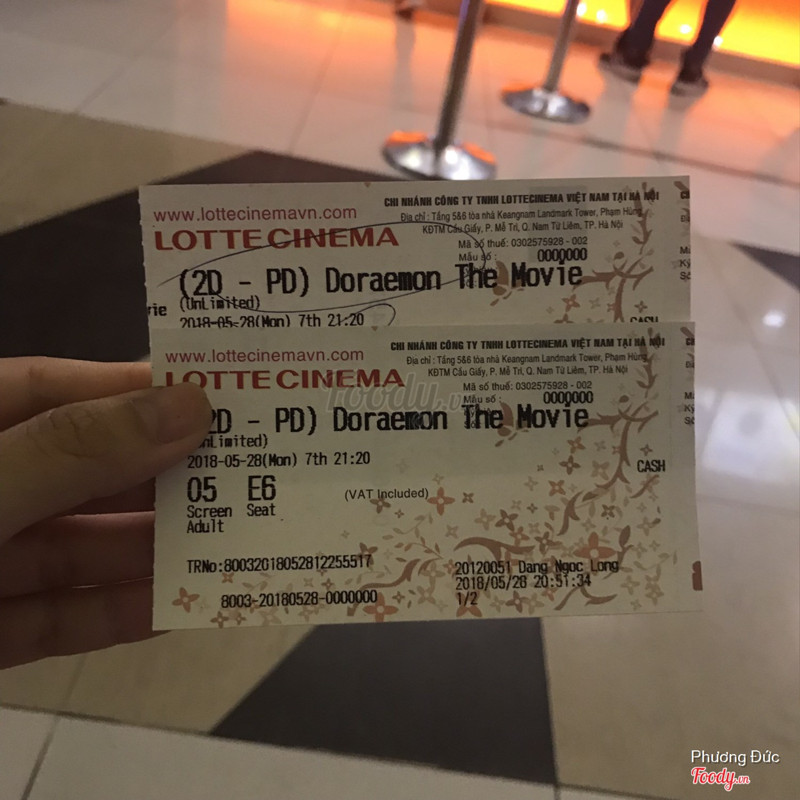 www.lottecinemavn.com
LOTTE CINEMA
CHI NHÁNH CÔNG TY TNHH LOTTECINEMA VIỆT NAM TẠI HÀ NỘI
Địa chỉ : Tầng 5&6 tòa nhà Keangnam Landmark Tower, Phạm Hùng,
KĐTM Cầu Giấy, P. Mễ Trì, Q. Nam Từ Liêm, TP. Hà Nội
Mã số thuế: 0302575928 - 002
Mẫu số : 0000000
(2D - PD) Doraemon The Movie
(UnLimited)
2018-05-28(Mon) 7th 21:20
CASH
www.lottecinemavn.com
LOTTE CINEMA
CHI NHÁNH CÔNG TY TNHH LOTTECINEMA VIỆT NAM TẠI HÀ NỘI
Địa chỉ : Tầng 5&6 tòa nhà Keangnam Landmark Tower, Phạm Hùng,
KĐTM Cầu Giấy, P. Mễ Trì, Q. Nam Từ Liêm, TP. Hà Nội
Mã số thuế: 0302575928 - 002
Mẫu số : 0000000
2D - PD) Doraemon The Movie
UnLimited)
2018-05-28(Mon) 7th 21:20
CASH
05 E6
(VAT Included)
Screen Seat
Adult
TRNo:80032018052812255517
20120051 Dang Ngoc Long
2018/05/28 20:51:34
8003-20180528-0000000
1/2
Foody.vn
Phương Đức
Foody.vn